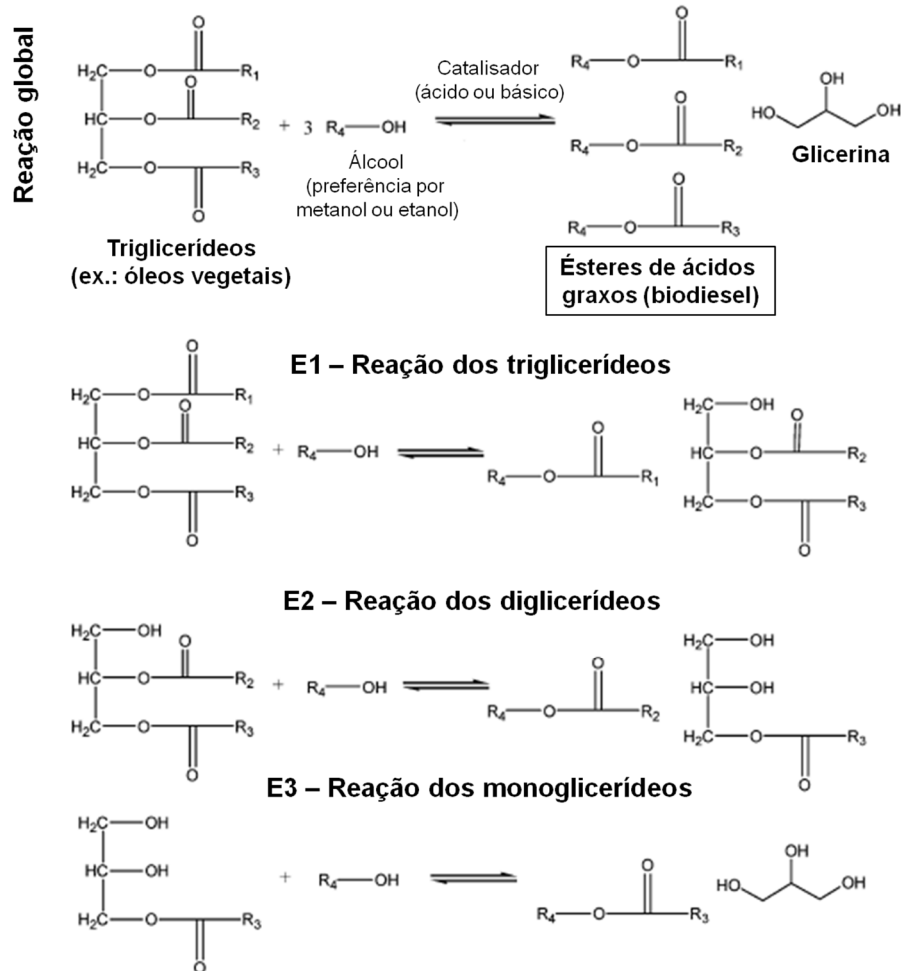 Reação global
O
H₂C—O—R₁
O
HC—O—R₂ + 3 R₄—OH
H₂C—O—R₃
O
Álcool
(preferência por
metanol ou etanol)
Triglicerídeos
(ex.: óleos vegetais)
Catalisador
(ácido ou básico)
O
R₄—O—R₁
O
R₄—O—R₂
O
R₄—O—R₃
Ésteres de ácidos
graxos (biodiesel)
OH
HO OH
Glicerina
E1 – Reação dos triglicerídeos
O
H₂C—O—R₁
O
HC—O—R₂ + R₄—OH
H₂C—O—R₃
O
O
R₄—O—R₁
H₂C—OH
O
HC—O—R₂
H₂C—O—R₃
O
E2 – Reação dos diglicerídeos
H₂C—OH
O
HC—O—R₂ + R₄—OH
H₂C—O—R₃
O
O
R₄—O—R₂
H₂C—OH
HC—OH
H₂C—O—R₃
O
E3 – Reação dos monoglicerídeos
H₂C—OH
HC—OH + R₄—OH
H₂C—O—R₃
O
O
R₄—O—R₃
OH
HO OH